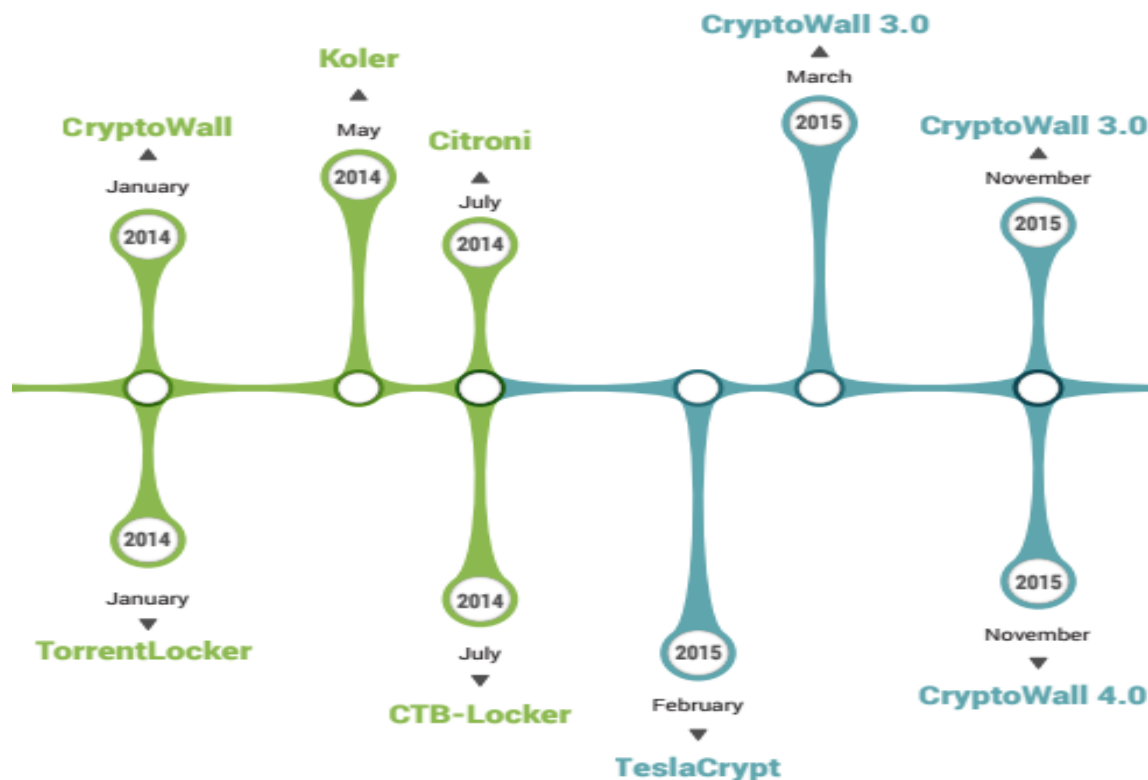 CryptoWall
January
2014
2014
January
TorrentLocker
Koler
May
2014
Citroni
July
2014
2014
July
CTB-Locker
2015
February
TeslaCrypt
CryptoWall 3.0
March
2015
CryptoWall 3.0
November
2015
2015
November
CryptoWall 4.0